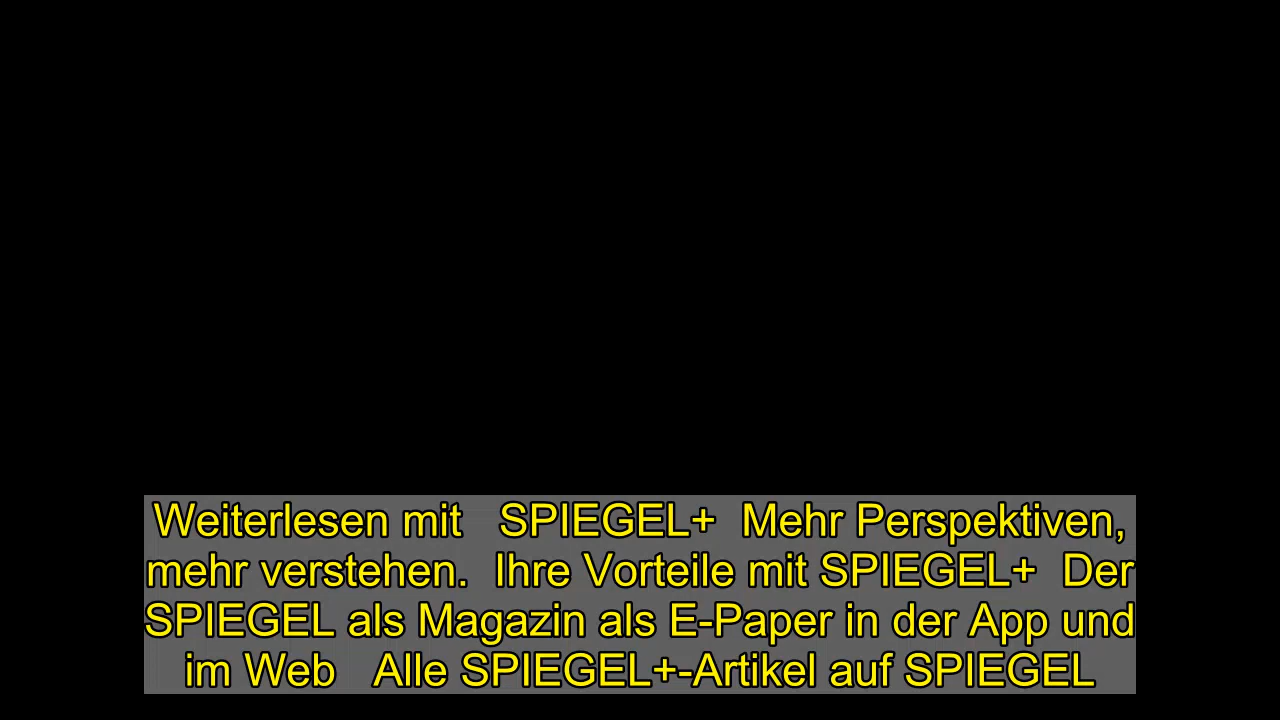 Weiterlesen mit   SPIEGEL+  Mehr Perspektiven,
mehr verstehen.  Ihre Vorteile mit SPIEGEL+  Der
SPIEGEL als Magazin als E-Paper in der App und
im Web   Alle SPIEGEL+-Artikel auf SPIEGEL